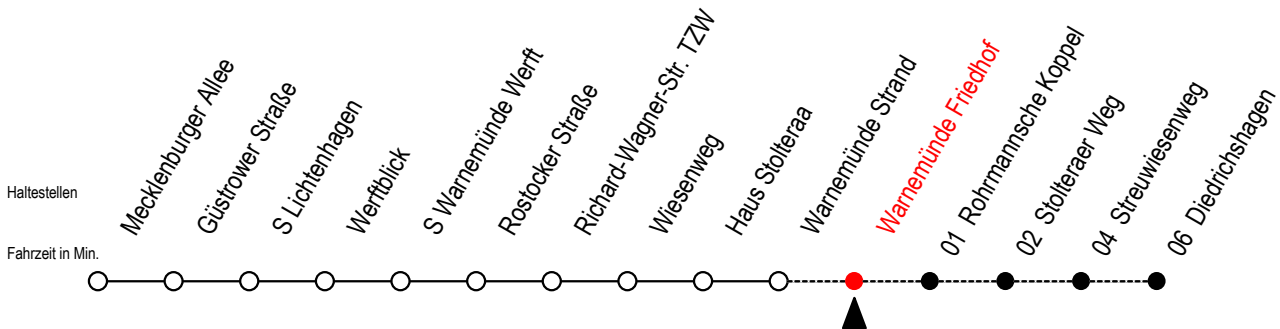 Haltestellen
Fahrzeit in Min.
Mecklenburger Allee
Güstrower Straße
S Lichtenhagen
Werftblick
S Warnemünde Werft
Rostocker Straße
Richard-Wagner-Str. TZW
Wiesenweg
Haus Stolteraa
Warnemünde Strand
Warnemünde Friedhof
01 Rohrmannsche Koppel
02 Stolteraer Weg
04 Streuwiesenweg
06 Diedrichshagen